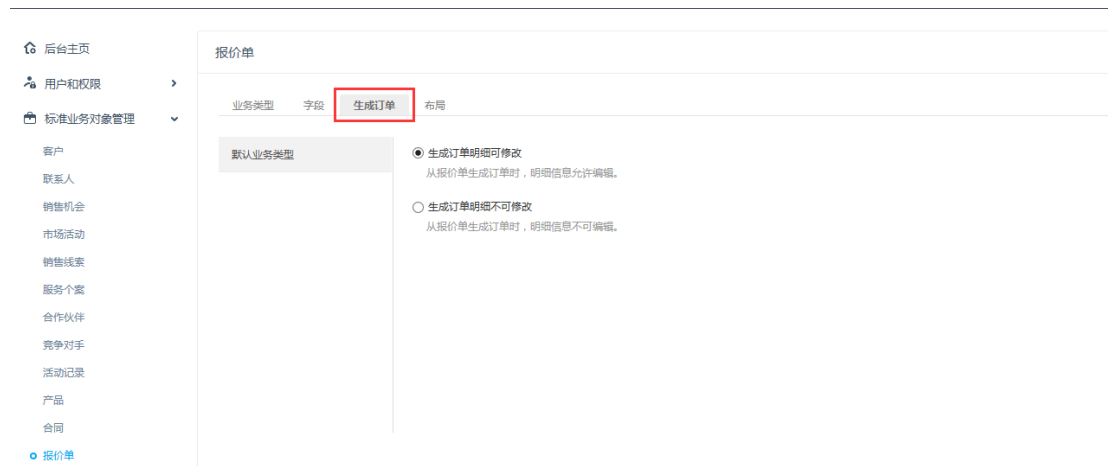 后台主页
用户和权限
标准业务对象管理
客户
联系人
销售机会
市场活动
销售线索
服务个案
合作伙伴
竞争对手
活动记录
产品
合同
报价单
报价单
业务类型 字段 生成订单 布局
默认业务类型
生成订单明细可修改
从报价单生成订单时，明细信息允许编辑。
生成订单明细不可修改
从报价单生成订单时，明细信息不可编辑。